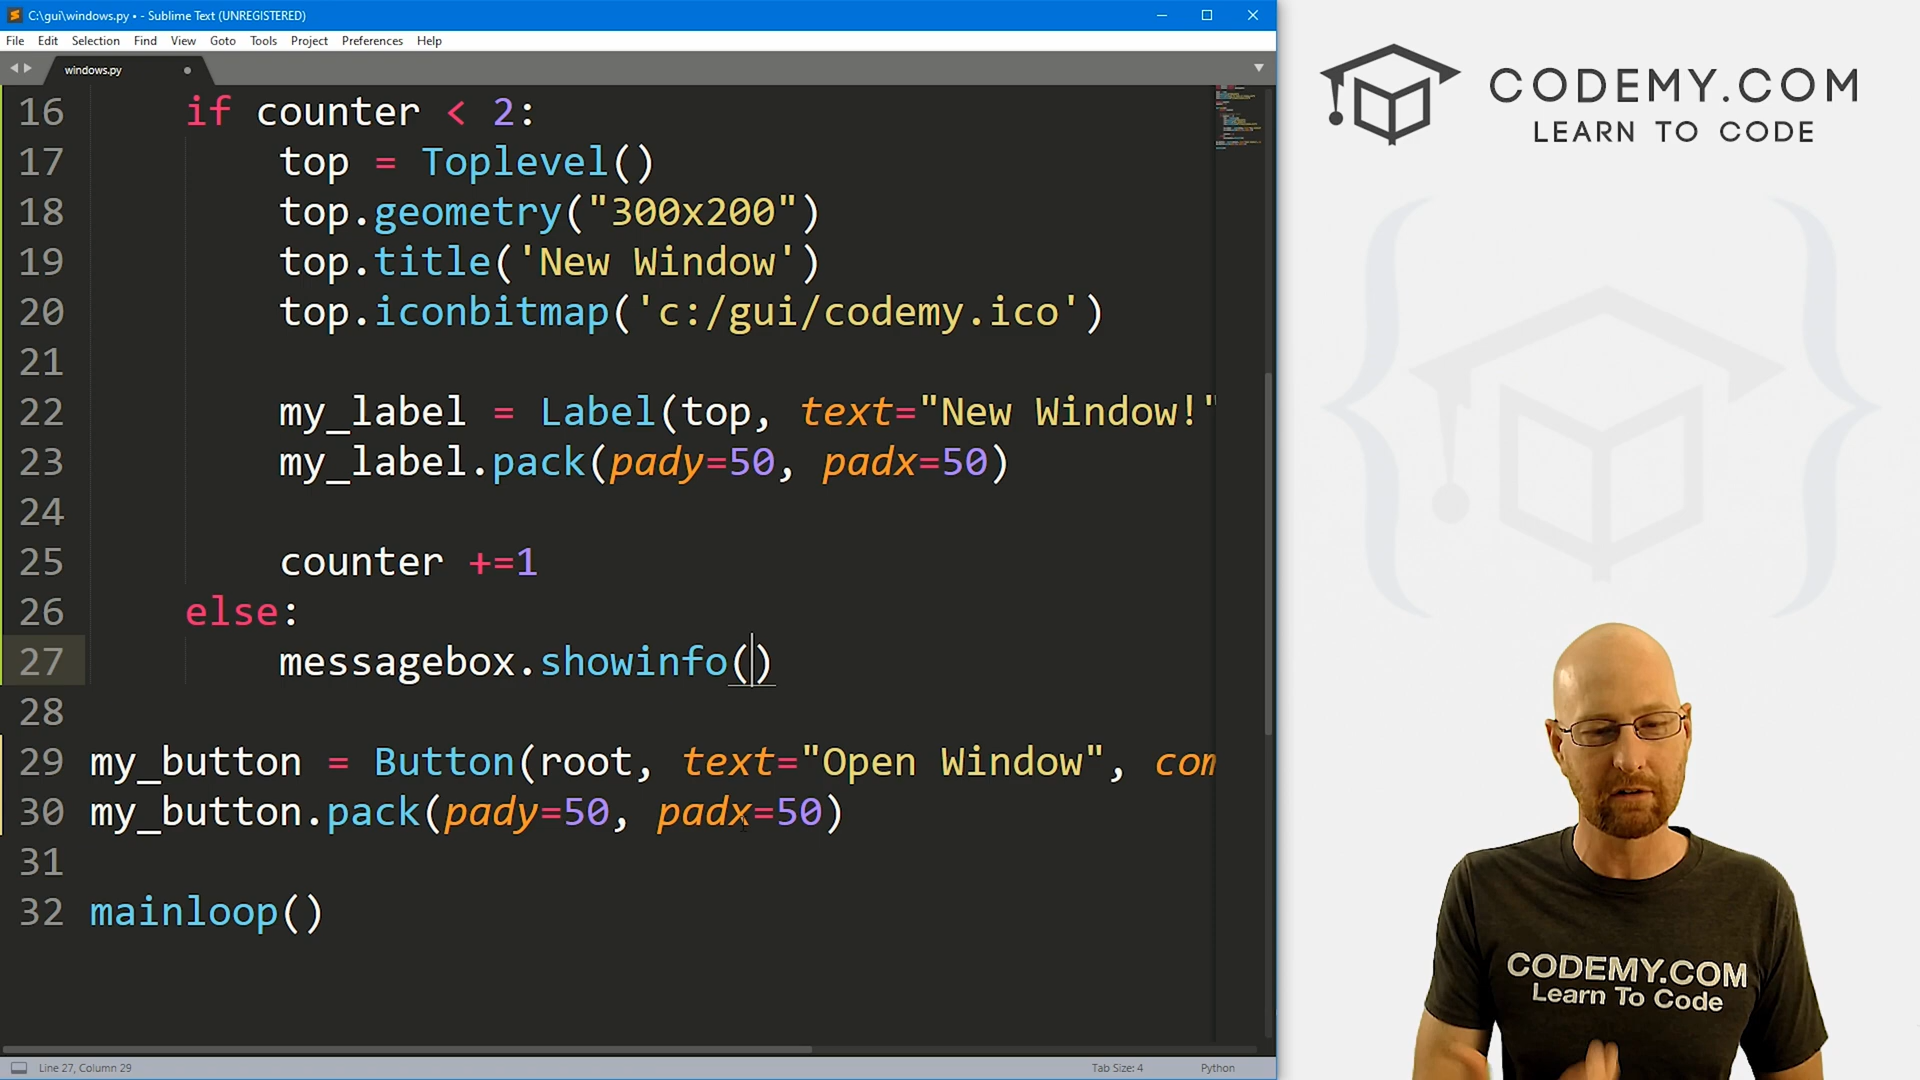 C:\gui\windows.py • - Sublime Text (UNREGISTERED)
File Edit Selection Find View Goto Tools Project Preferences Help
windows.py
16 if counter < 2:
17 top = Toplevel()
18 top.geometry("300x200")
19 top.title('New Window')
20 top.iconbitmap('c:/gui/codemy.ico')
21
22 my_label = Label(top, text="New Window!"
23 my_label.pack(pady=50, padx=50)
24
25 counter +=1
26 else:
27 messagebox.showinfo()
28
29 my_button = Button(root, text="Open Window", com
30 my_button.pack(pady=50, padx=50)
31
32 mainloop()
Line 27, Column 29
Tab Size: 4
Python
CODEMY.COM
LEARN TO CODE
CODEMY.COM
Learn To Code